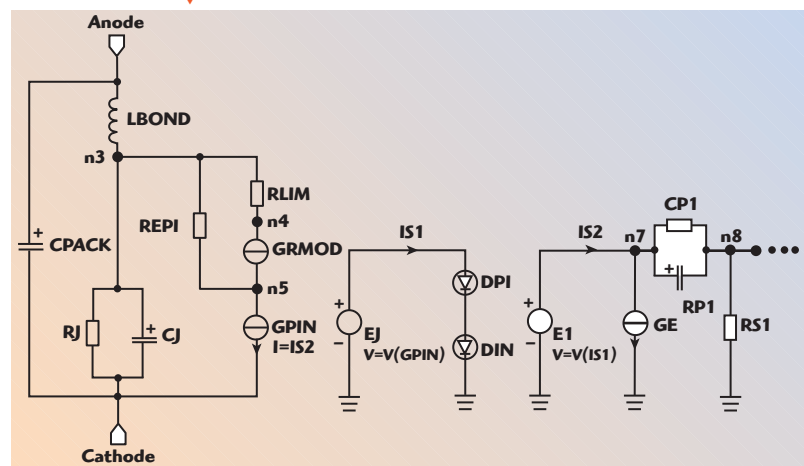 Anode
LBOND
n3
RLIM
n4
REPI
GRMOD
CPACK
+
n5
RJ
CJ
+
GPIN
I=IS2
Cathode
IS1
+
EJ
–
V=V(GPIN)
DPI
DIN
IS2
+
E1
–
V=V(IS1)
n7
GE
CP1
+
RP1
n8
RS1